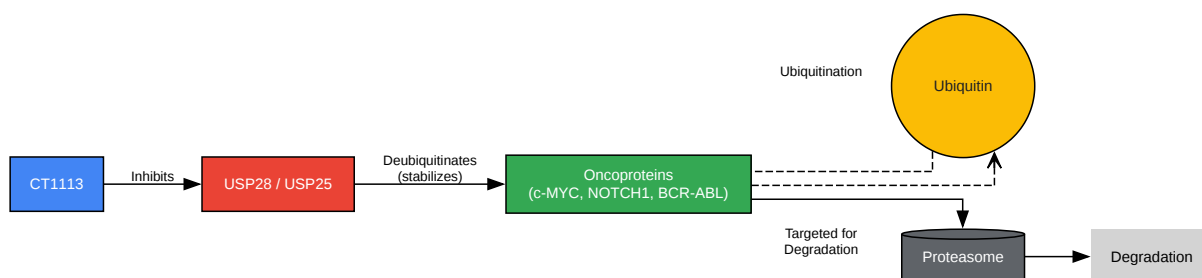 CT1113
Inhibits
USP28 / USP25
Deubiquitinates
(stabilizes)
Oncoproteins
(c-MYC, NOTCH1, BCR-ABL)
Ubiquitination
Ubiquitin
Targeted for
Degradation
Proteasome
Degradation